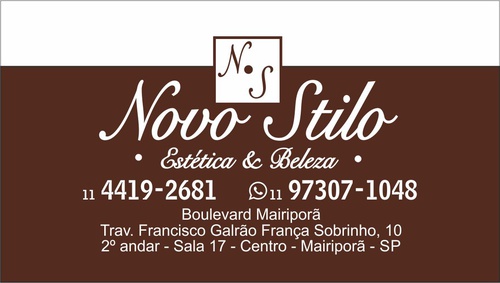 N•S
Novo Stilo
• Estética & Beleza •
11 4419-2681 11 97307-1048
Boulevard Mairiporã
Trav. Francisco Galrão França Sobrinho, 10
2º andar - Sala 17 - Centro - Mairiporã - SP